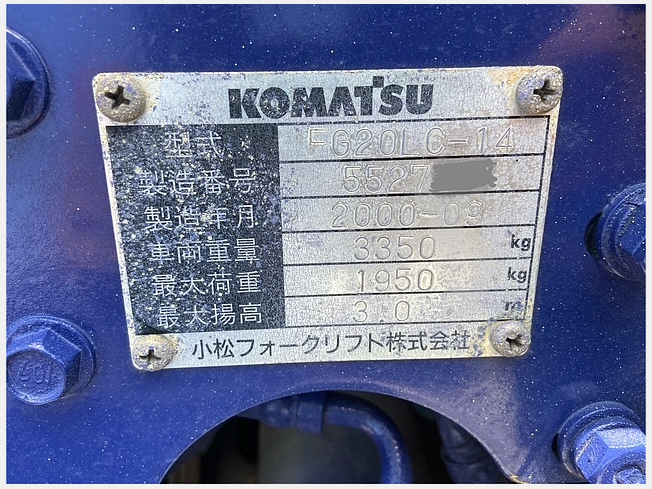 KOMATSU
型式 FG20LC-14
製造番号 5527
製造年月 2000-09
車両重量 3350 kg
最大荷重 1950 kg
最大揚高 3.0 m
小松フォークリフト株式会社